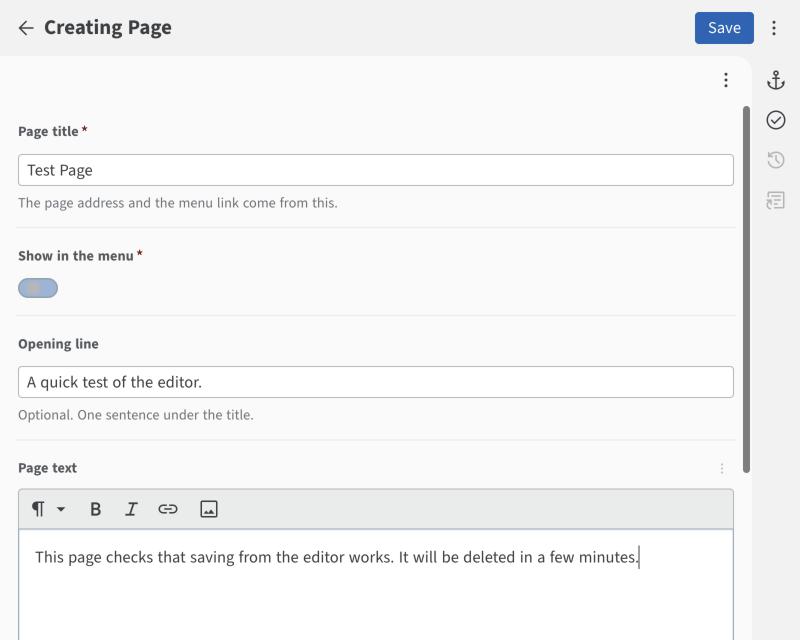 Creating Page
Save
Page title *
Test Page
The page address and the menu link come from this.
Show in the menu *
Opening line
A quick test of the editor.
Optional. One sentence under the title.
Page text
¶ B I
This page checks that saving from the editor works. It will be deleted in a few minutes.